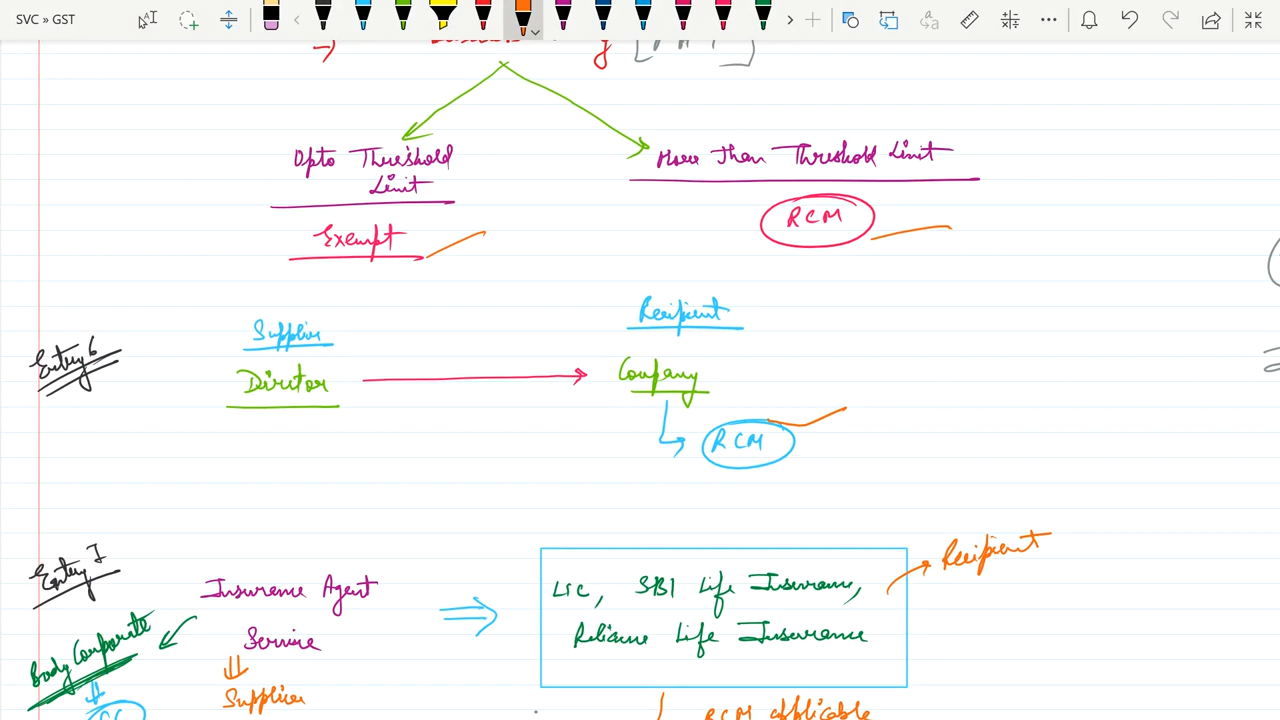 SVC » GST
Upto Threshold
Limit
More Than Threshold Limit
Exempt
RCM
Entry 6
Supplier
Recipient
Director
Company
RCM
Entry 7
Insurance Agent
Service
Supplier
Body Corporate
LIC, SBI Life Insurance,
Reliance Life Insurance
Recipient
RCM applicable